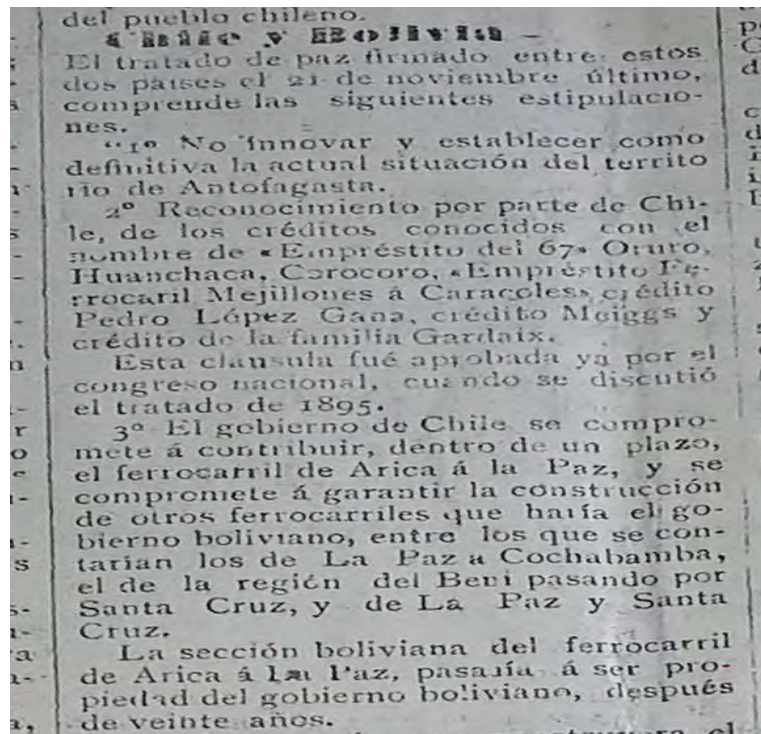 del pueblo chileno.
Chile y Bolivia –
El tratado de paz firmado entre estos
dos países el 21 de noviembre último,
comprende las siguientes estipulacio-
nes.
"1º No innovar y establecer como
definitiva la actual situación del territo
rio de Antofagasta.
2º Reconocimiento por parte de Chi-
le, de los créditos conocidos con el
nombre de «Empréstito del 67» Oruro,
Huanchaca, Corocoro, «Empréstito Fe-
rrocaril Mejillones á Caracoles» crédito
Pedro López Gana, crédito Meiggs y
crédito de la familia Gardaix.
Esta clausula fué aprobada ya por el
congreso nacional, cuando se discutió
el tratado de 1895.
3º El gobierno de Chile se compro-
mete á contribuir, dentro de un plazo,
el ferrocarril de Arica á la Paz, y se
compromete á garantir la construcción
de otros ferrocarriles que haría el go-
bierno boliviano, entre los que se con-
tarian los de La Paz a Cochabamba,
el de la región del Beni pasando por
Santa Cruz, y de La Paz y Santa
Cruz.
La sección boliviana del ferrocarril
de Arica á la Paz, pasaría á ser pro-
piedad del gobierno boliviano, después
de veinte años.